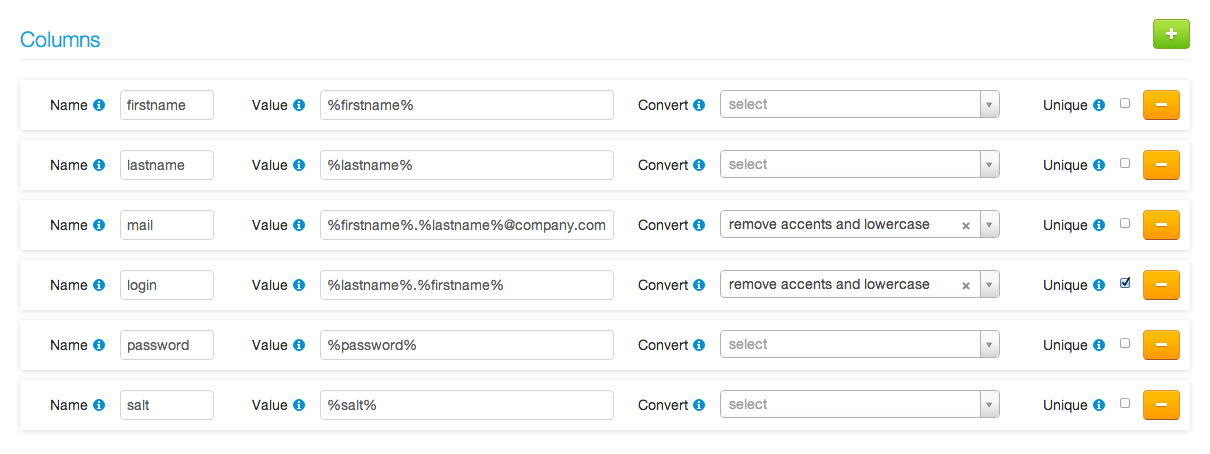 Columns
Name firstname Value %firstname% Convert select Unique
Name lastname Value %lastname% Convert select Unique
Name mail Value %firstname%.%lastname%@company.com Convert remove accents and lowercase Unique
Name login Value %lastname%.%firstname% Convert remove accents and lowercase Unique
Name password Value %password% Convert select Unique
Name salt Value %salt% Convert select Unique